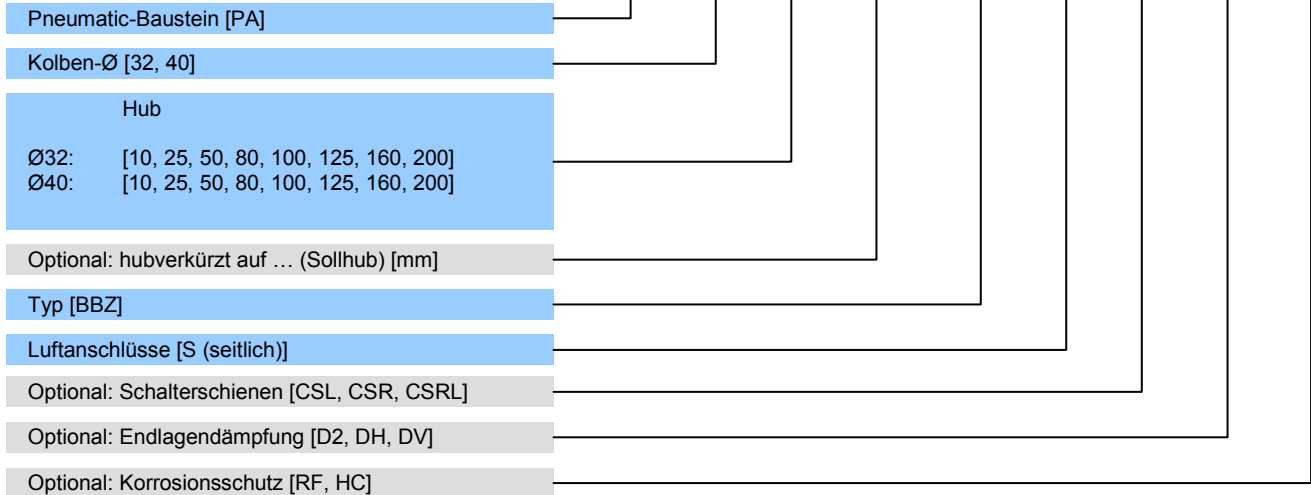 Pneumatic-Baustein [PA]
Kolben-Ø [32, 40]
Hub
Ø32: [10, 25, 50, 80, 100, 125, 160, 200]
Ø40: [10, 25, 50, 80, 100, 125, 160, 200]
Optional: hubverkürzt auf … (Sollhub) [mm]
Typ [BBZ]
Luftanschlüsse [S (seitlich)]
Optional: Schalterschienen [CSL, CSR, CSRL]
Optional: Endlagendämpfung [D2, DH, DV]
Optional: Korrosionsschutz [RF, HC]